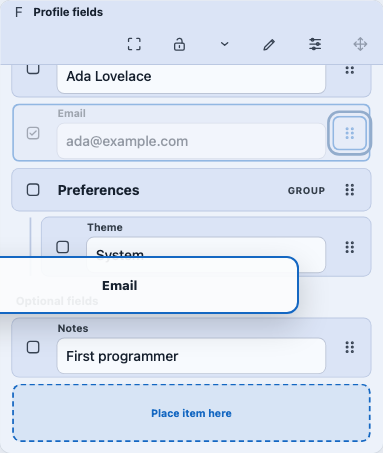 F Profile fields
Ada Lovelace
Email
ada@example.com
Preferences GROUP
Theme
System
Email
Optional fields
Notes
First programmer
Place item here